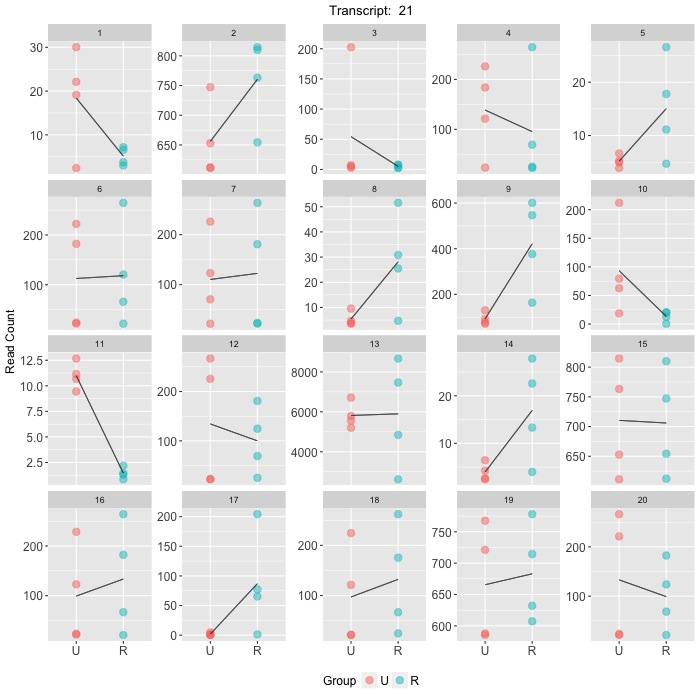 Transcript: 21
1 2 3 4 5
30 20 10
800 750 700 650
200 150 100 50 0
200 100
20 10
6 7 8 9 10
200 100
200 100
50 40 30 20 10
600 400 200
200 150 100 50 0
Read Count
11 12 13 14 15
12.5 10.0 7.5 5.0 2.5
200 100
8000 6000 4000
20 10
800 750 700 650
16 17 18 19 20
200 100
200 150 100 50 0
200 100
750 700 650 600
200 100
U R U R U R U R U R
Group U R